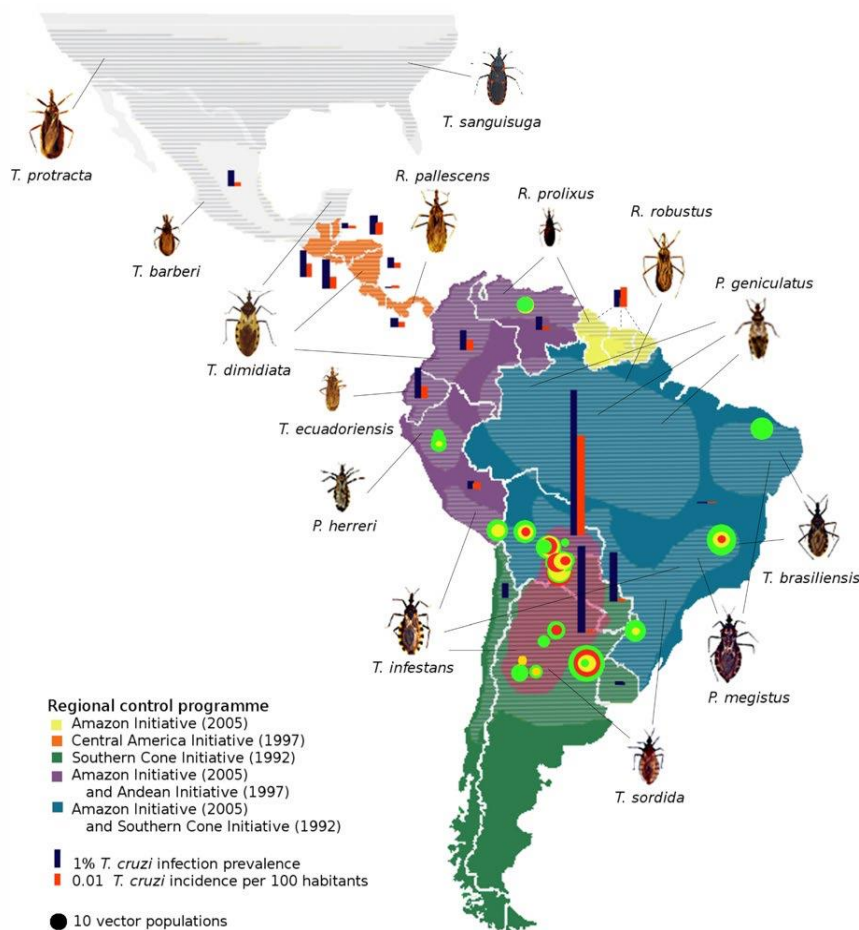 T. sanguisuga
T. protracta
R. pallescens
R. prolixus
R. robustus
T. barberi
P. geniculatus
T. dimidiata
T. ecuadoriensis
P. herreri
T. brasiliensis
T. infestans
P. megistus
Regional control programme
Amazon Initiative (2005)
Central America Initiative (1997)
Southern Cone Initiative (1992)
Amazon Initiative (2005)
and Andean Initiative (1997)
Amazon Initiative (2005)
and Southern Cone Initiative (1992)
T. sordida
1% T. cruzi infection prevalence
0.01 T. cruzi incidence per 100 habitants
10 vector populations